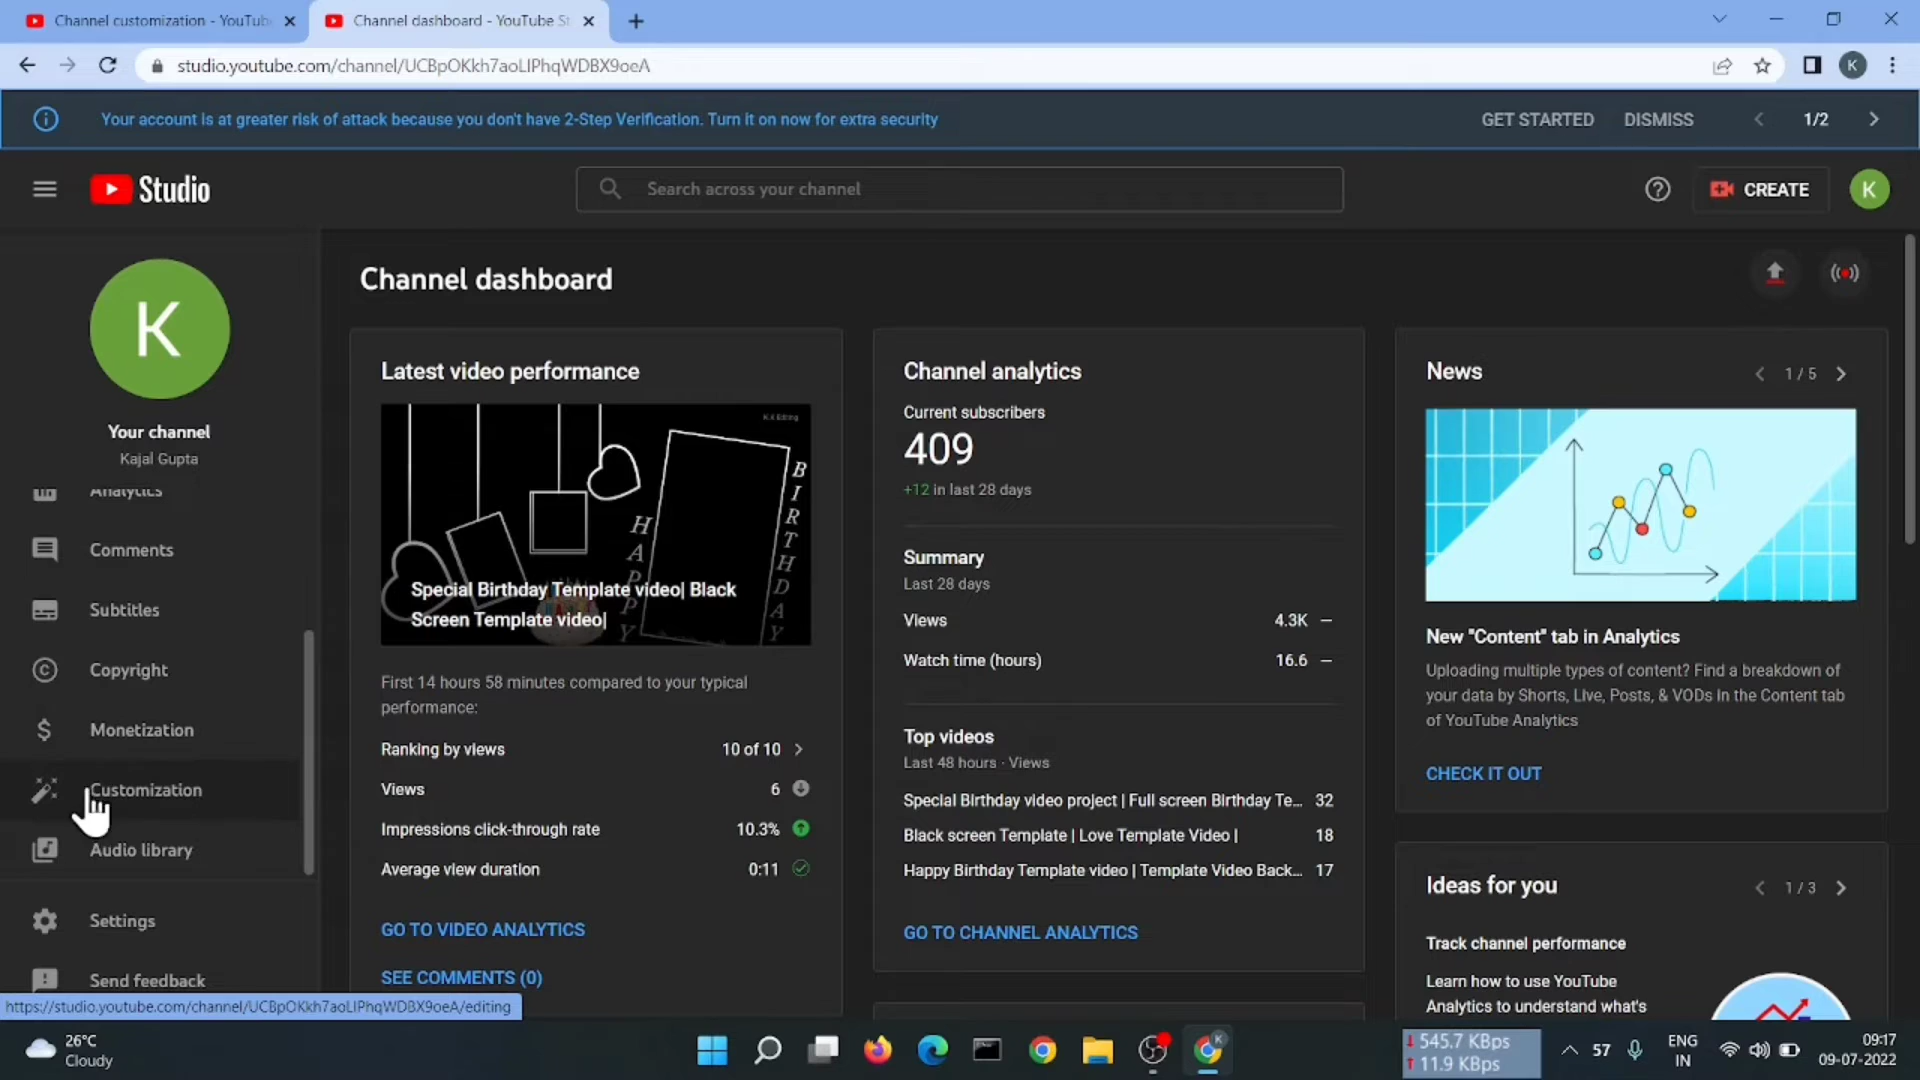 Channel customization - YouTub
Channel dashboard - YouTube St
studio.youtube.com/channel/UCBpOKkh7aoLIPhqWDBX9oeA
K
Your account is at greater risk of attack because you don't have 2-Step Verification. Turn it on now for extra security
GET STARTED
DISMISS
1/2
Studio
Search across your channel
CREATE
K
K
Your channel
Kajal Gupta
Analytics
Comments
Subtitles
Copyright
Monetization
Customization
Audio library
Settings
Send feedback
https://studio.youtube.com/channel/UCBpOKkh7aoLIPhqWDBX9oeA/editing
Channel dashboard
Latest video performance
K.K Editing
HAPPY
BIRTHDAY
Special Birthday Template video| Black
Screen Template video|
First 14 hours 58 minutes compared to your typical
performance:
Ranking by views 10 of 10
Views 6
Impressions click-through rate 10.3%
Average view duration 0:11
GO TO VIDEO ANALYTICS
SEE COMMENTS (0)
Channel analytics
Current subscribers
409
+12 in last 28 days
Summary
Last 28 days
Views 4.3K —
Watch time (hours) 16.6 —
Top videos
Last 48 hours · Views
Special Birthday video project | Full screen Birthday Te... 32
Black screen Template | Love Template Video | 18
Happy Birthday Template video | Template Video Back... 17
GO TO CHANNEL ANALYTICS
News
1 / 5
New "Content" tab in Analytics
Uploading multiple types of content? Find a breakdown of
your data by Shorts, Live, Posts, & VODs in the Content tab
of YouTube Analytics
CHECK IT OUT
Ideas for you
1 / 3
Track channel performance
Learn how to use YouTube
Analytics to understand what's
26°C
Cloudy
545.7 KBps
11.9 KBps
57
ENG
IN
09:17
09-07-2022